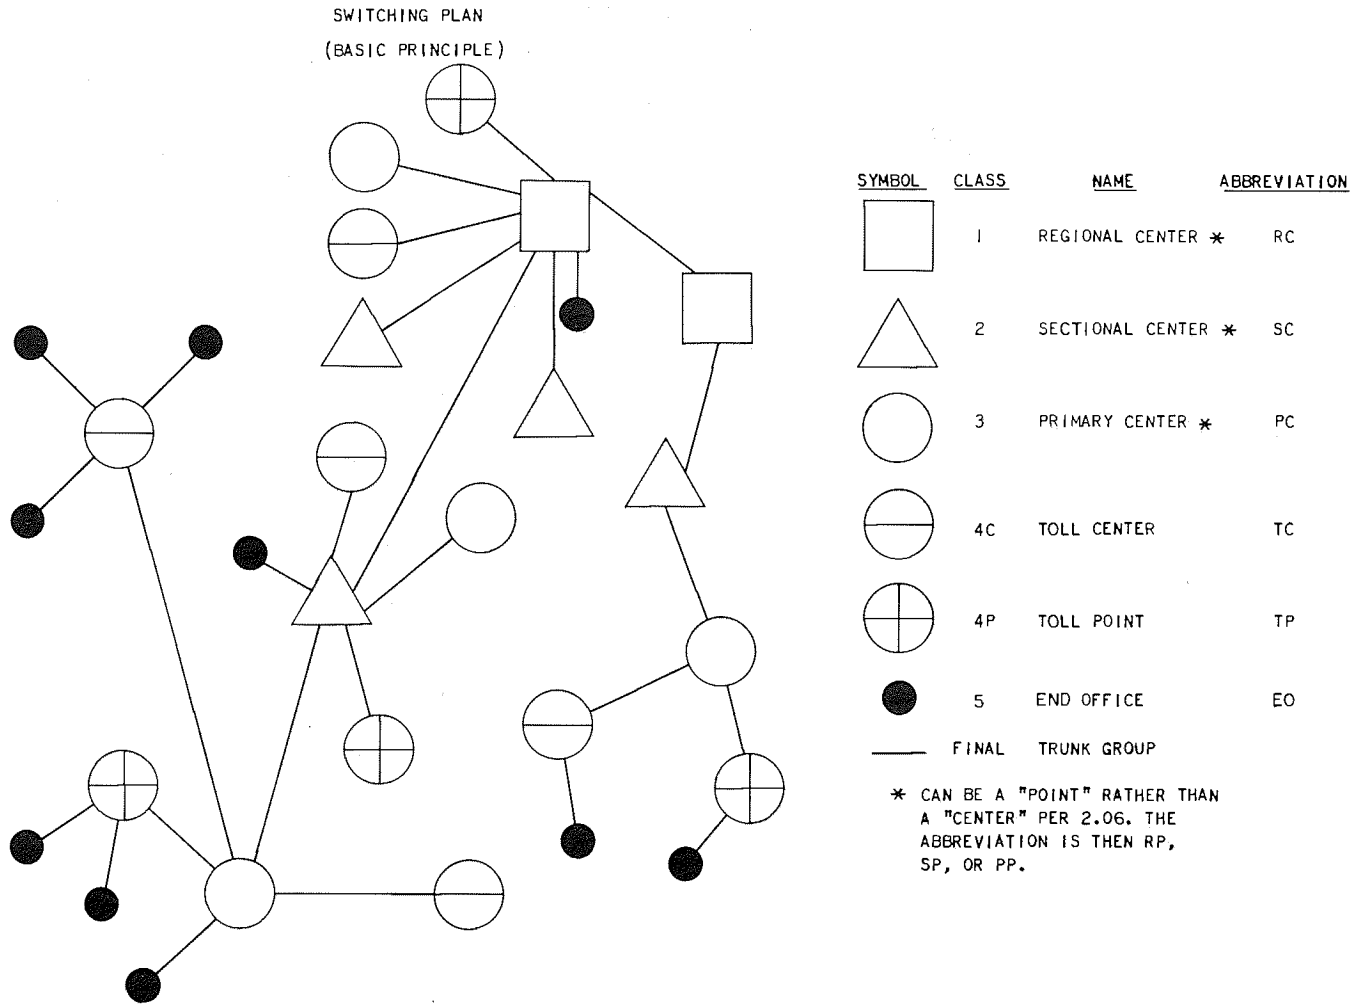 SWITCHING PLAN
(BASIC PRINCIPLE)
SYMBOL CLASS NAME ABBREVIATION
1 REGIONAL CENTER * RC
2 SECTIONAL CENTER * SC
3 PRIMARY CENTER * PC
4C TOLL CENTER TC
4P TOLL POINT TP
5 END OFFICE EO
FINAL TRUNK GROUP
* CAN BE A "POINT" RATHER THAN
A "CENTER" PER 2.06. THE
ABBREVIATION IS THEN RP,
SP, OR PP.